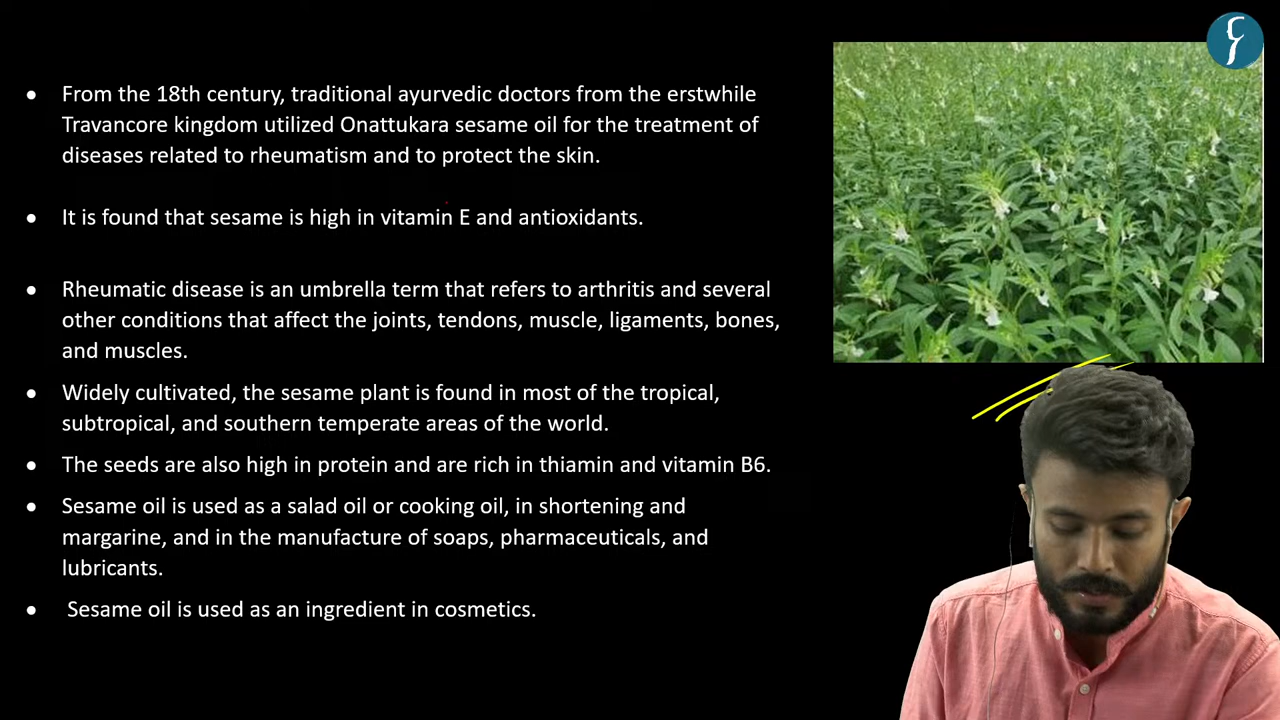 • From the 18th century, traditional ayurvedic doctors from the erstwhile
Travancore kingdom utilized Onattukara sesame oil for the treatment of
diseases related to rheumatism and to protect the skin.
• It is found that sesame is high in vitamin E and antioxidants.
• Rheumatic disease is an umbrella term that refers to arthritis and several
other conditions that affect the joints, tendons, muscle, ligaments, bones,
and muscles.
• Widely cultivated, the sesame plant is found in most of the tropical,
subtropical, and southern temperate areas of the world.
• The seeds are also high in protein and are rich in thiamin and vitamin B6.
• Sesame oil is used as a salad oil or cooking oil, in shortening and
margarine, and in the manufacture of soaps, pharmaceuticals, and
lubricants.
• Sesame oil is used as an ingredient in cosmetics.